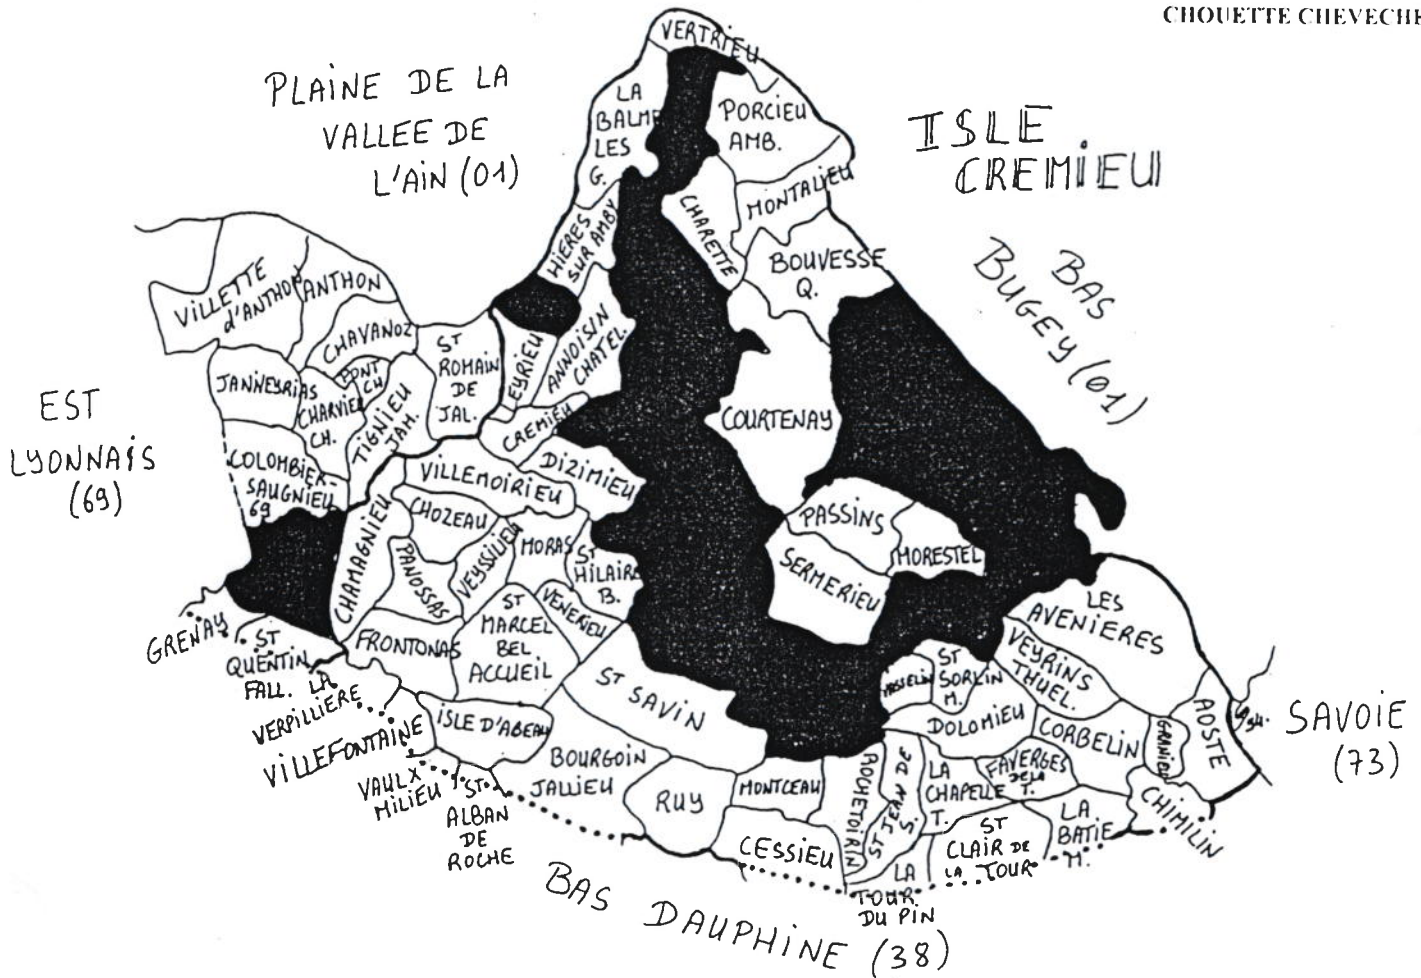 CHOUETTE CHEVECHE
PLAINE DE LA
VALLEE DE
L'AIN (01)
ISLE
CREMIEU
BAS
BUGEY (01)
EST
LYONNAIS
(69)
SAVOIE
(73)
BAS DAUPHINE (38)
VERTRIEU
LA
BALME
LES
G.
PORCIEU
AMB.
CHARETTE
MONTALIEU
HIERES
SUR AMBY
BOUVESSE
Q.
VILLETTE
d'ANTHON
ANTHON
CHAVANOZ
ST
ROMAIN
DE
JAL.
EYRIEU
ANNOISIN
CHATEL.
JANNEYRIAS
PONT
CH
CHARVIEU
CH.
TIGNIEU
JAM.
CREMIEU
COURTENAY
COLOMBIER-
SAUGNIEU
69
VILLEMOIRIEU
DIZIMIEU
CHAMAGNIEU
CHOZEAU
PANOSSAS
VEYSSILIEU
MORAS
ST
HILAIRE
B.
PASSINS
MORESTEL
SERMERIEU
GRENAY
ST
QUENTIN
FALL.
LA
VERPILLIERE
FRONTONAS
ST
MARCEL
BEL
ACCUEIL
VENERIEU
ST SAVIN
LES
AVENIERES
VEYRINS
THUEL.
ST
SORLIN
M.
DOLOMIEU
CORBELIN
GRANIEU
AOSTE
VILLEFONTAINE
ISLE D'ABEAU
VAULX
MILIEU
ST
ALBAN
DE
ROCHE
BOURGOIN
JALLIEU
RUY
MONTCEAU
CESSIEU
ROCHETOIRIN
ST JEAN DE
S.
LA
CHAPELLE
T.
FAVERGES
DE LA
T.
CHIMILIN
LA
TOUR
DU PIN
ST
CLAIR DE
LA TOUR
LA
BATIE
M.